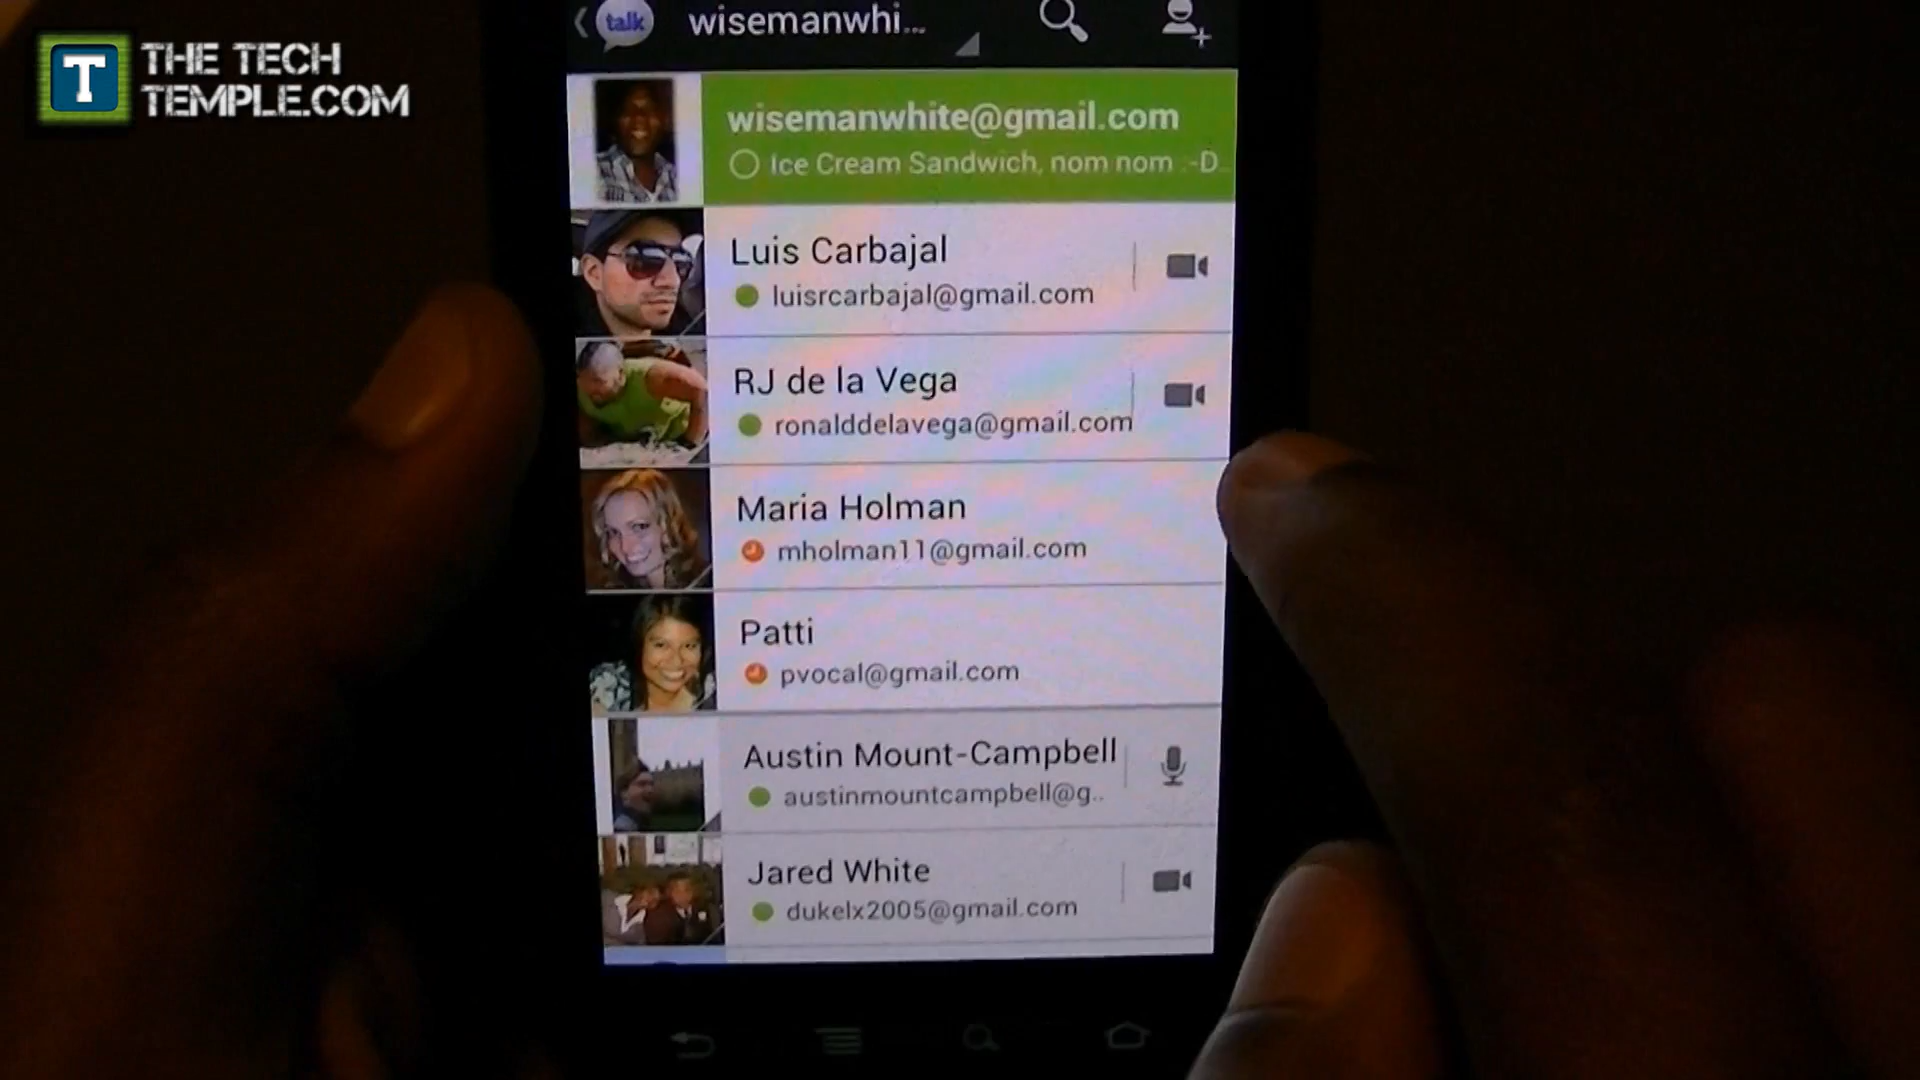 T THE TECH
TEMPLE.COM
talk wisemanwhi...
wisemanwhite@gmail.com
Ice Cream Sandwich, nom nom :-D
Luis Carbajal
luisrcarbajal@gmail.com
RJ de la Vega
ronalddelavega@gmail.com
Maria Holman
mholman11@gmail.com
Patti
pvocal@gmail.com
Austin Mount-Campbell
austinmountcampbell@g..
Jared White
dukelx2005@gmail.com